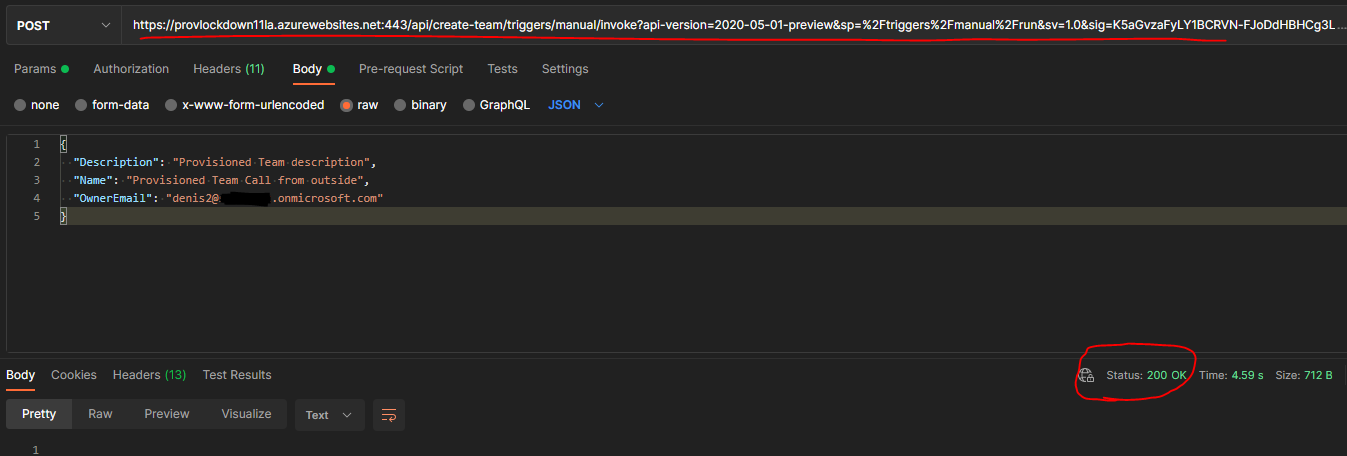 POST https://provlockdown11la.azurewebsites.net:443/api/create-team/triggers/manual/invoke?api-version=2020-05-01-preview&sp=%2Ftriggers%2Fmanual%2Frun&sv=1.0&sig=K5aGvzaFyLY1BCRVN-FJoDdHBHCg3L...
Params Authorization Headers (11) Body Pre-request Script Tests Settings
none form-data x-www-form-urlencoded raw binary GraphQL JSON
1 {
2 "Description": "Provisioned Team description",
3 "Name": "Provisioned Team Call from outside",
4 "OwnerEmail": "denis2@ .onmicrosoft.com"
5 }
Body Cookies Headers (13) Test Results Status: 200 OK Time: 4.59 s Size: 712 B
Pretty Raw Preview Visualize Text
1